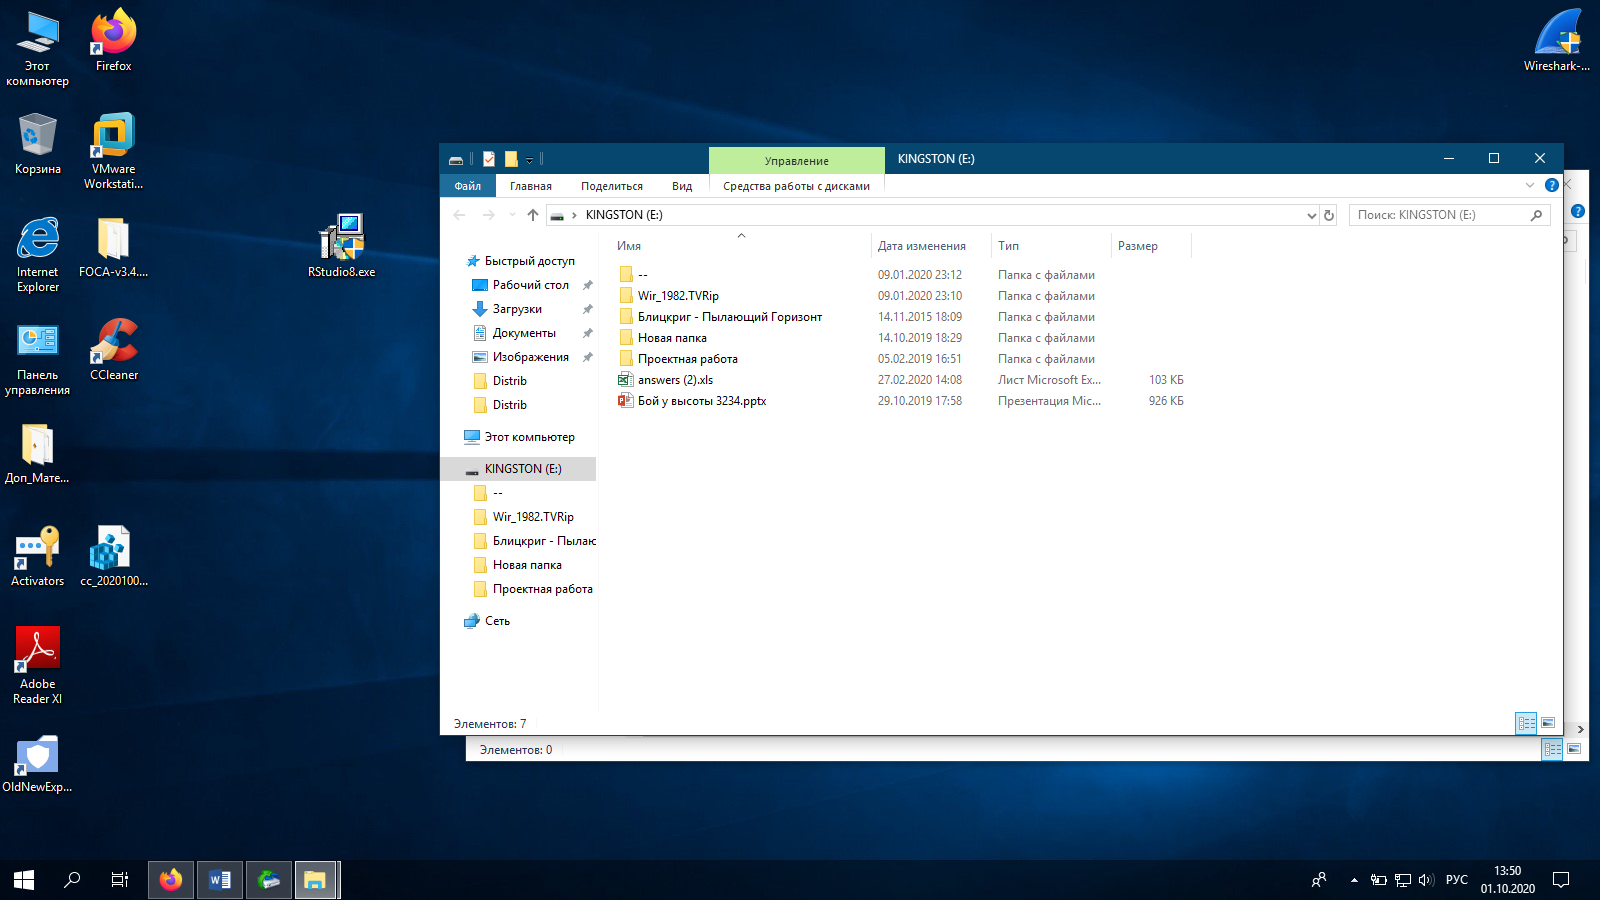 Этот
компьютер
Firefox
Wireshark-...
Корзина
VMware
Workstati...
Internet
Explorer
FOCA-v3.4....
RStudio8.exe
Панель
управления
CCleaner
Доп_Мате...
Activators
cc_2020100...
Adobe
Reader XI
OldNewExp...
Управление
KINGSTON (E:)
Файл
Главная
Поделиться
Вид
Средства работы с дисками
KINGSTON (E:)
Поиск: KINGSTON (E:)
Имя
Дата изменения
Тип
Размер
Быстрый доступ
Рабочий стол
Загрузки
Документы
Изображения
Distrib
Distrib
Этот компьютер
KINGSTON (E:)
--
Wir_1982.TVRip
Блицкриг - Пылак
Новая папка
Проектная работа
Сеть
-- 09.01.2020 23:12 Папка с файлами
Wir_1982.TVRip 09.01.2020 23:10 Папка с файлами
Блицкриг - Пылающий Горизонт 14.11.2015 18:09 Папка с файлами
Новая папка 14.10.2019 18:29 Папка с файлами
Проектная работа 05.02.2019 16:51 Папка с файлами
answers (2).xls 27.02.2020 14:08 Лист Microsoft Ex... 103 КБ
Бой у высоты 3234.pptx 29.10.2019 17:58 Презентация Mic... 926 КБ
Элементов: 7
Элементов: 0
РУС
13:50
01.10.2020